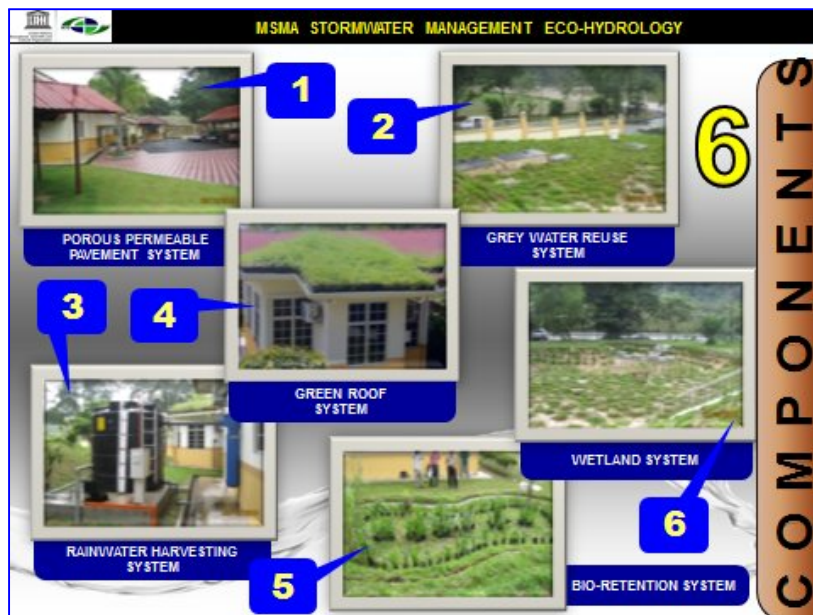 MSMA STORMWATER MANAGEMENT ECO-HYDROLOGY
1
POROUS PERMEABLE
PAVEMENT SYSTEM
2
GREY WATER REUSE
SYSTEM
6
COMPONENTS
3
RAINWATER HARVESTING
SYSTEM
4
GREEN ROOF
SYSTEM
5
BIO-RETENTION SYSTEM
6
WETLAND SYSTEM